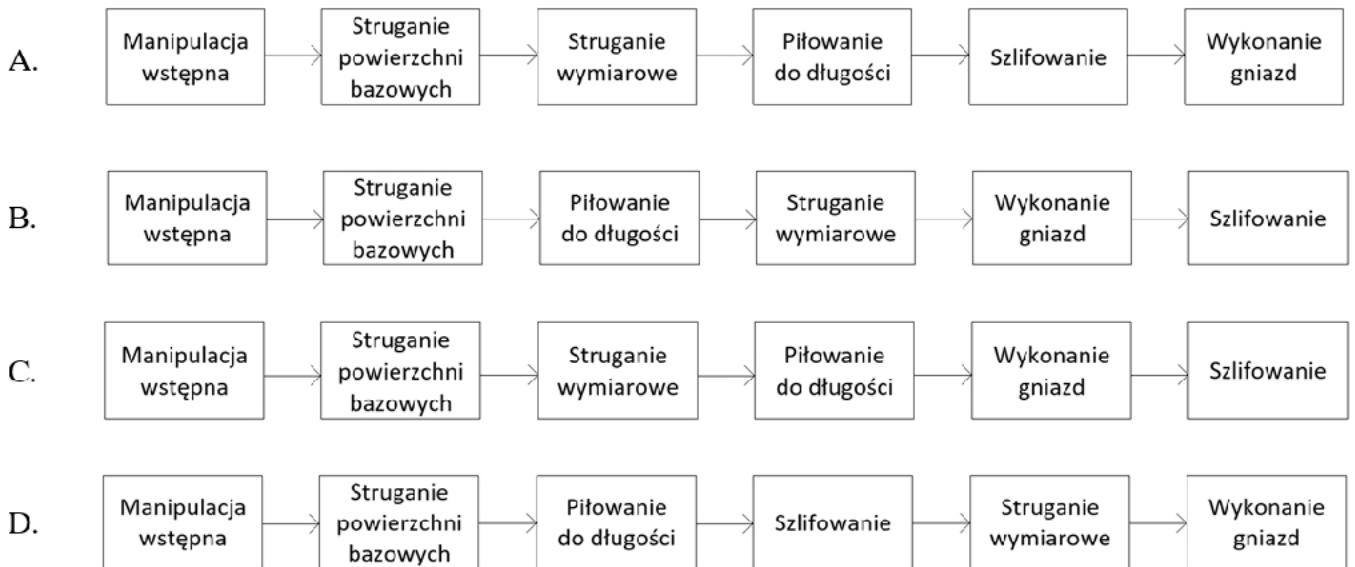 A.
Manipulacja
wstępna
Struganie
powierzchni
bazowych
Struganie
wymiarowe
Piłowanie
do długości
Szlifowanie
Wykonanie
gniazd
B.
Manipulacja
wstępna
Struganie
powierzchni
bazowych
Piłowanie
do długości
Struganie
wymiarowe
Wykonanie
gniazd
Szlifowanie
C.
Manipulacja
wstępna
Struganie
powierzchni
bazowych
Struganie
wymiarowe
Piłowanie
do długości
Wykonanie
gniazd
Szlifowanie
D.
Manipulacja
wstępna
Struganie
powierzchni
bazowych
Piłowanie
do długości
Szlifowanie
Struganie
wymiarowe
Wykonanie
gniazd